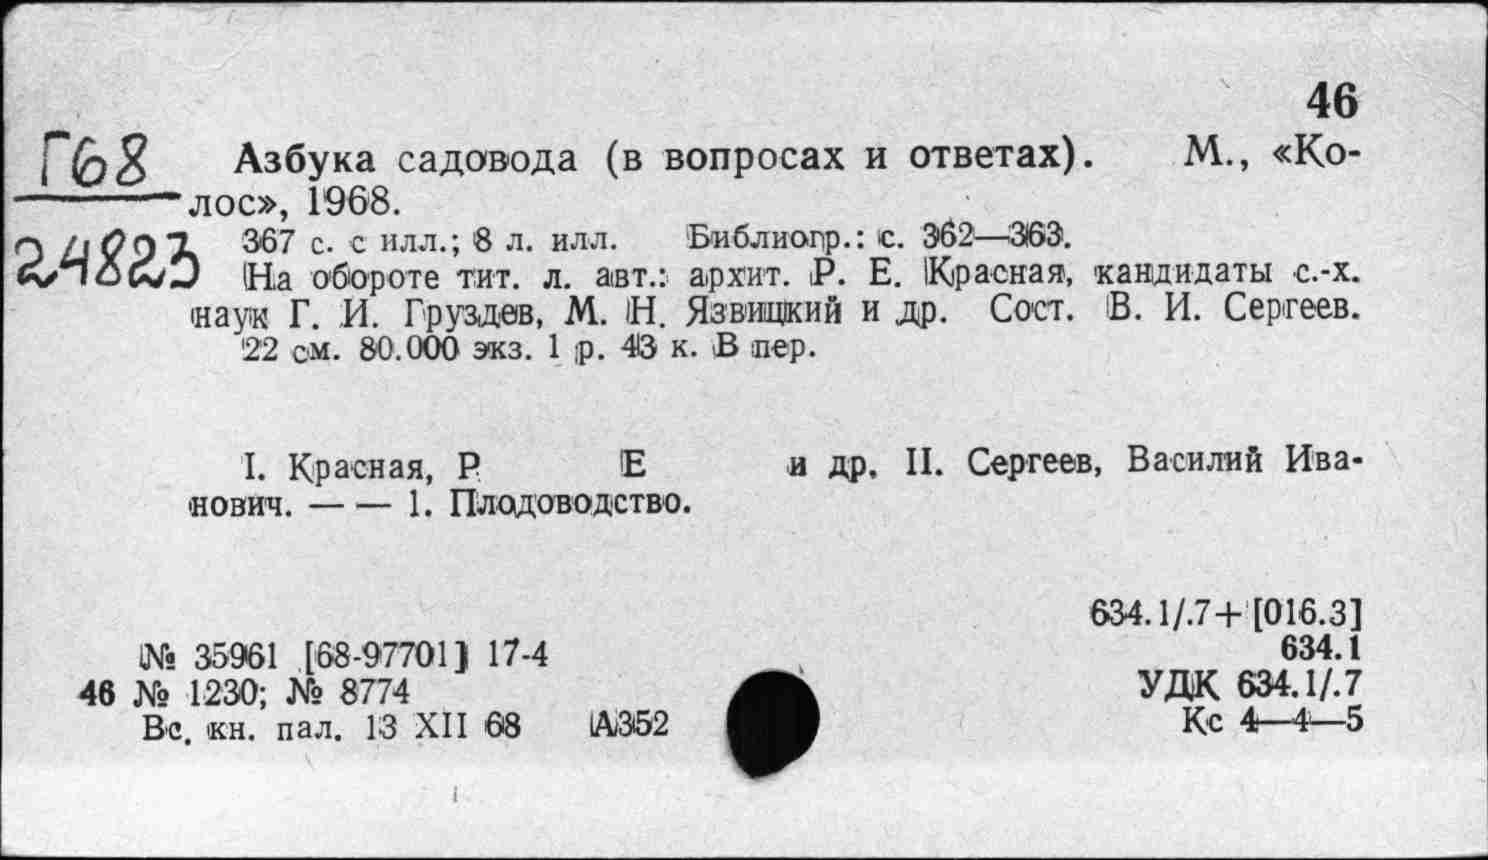 46
Г68
24823
Азбука садовода (в вопросах и ответах). М., «Ко-
лос», 1968.
367 с. с илл.; 8 л. илл. Библиогр.: с. 362—363.
На обороте тит. л. авт.: архит. Р. Е. Красная, кандидаты с.-х.
наук Г. И. Груздев, М. Н. Язвицкий и др. Сост. В. И. Сергеев.
22 см. 80.000 экз. 1 р. 43 к. В пер.
I. Красная, Р. Е и др. II. Сергеев, Василий Ива-
нович. — — 1. Плодоводство.
634.1/.7+[016.3]
634.1
№ 35961 [68-97701] 17-4
УДК 634.1/.7
46 № 1230; № 8774
Кс 4—4—5
Вс. кн. пал. 13 XII 68 А352